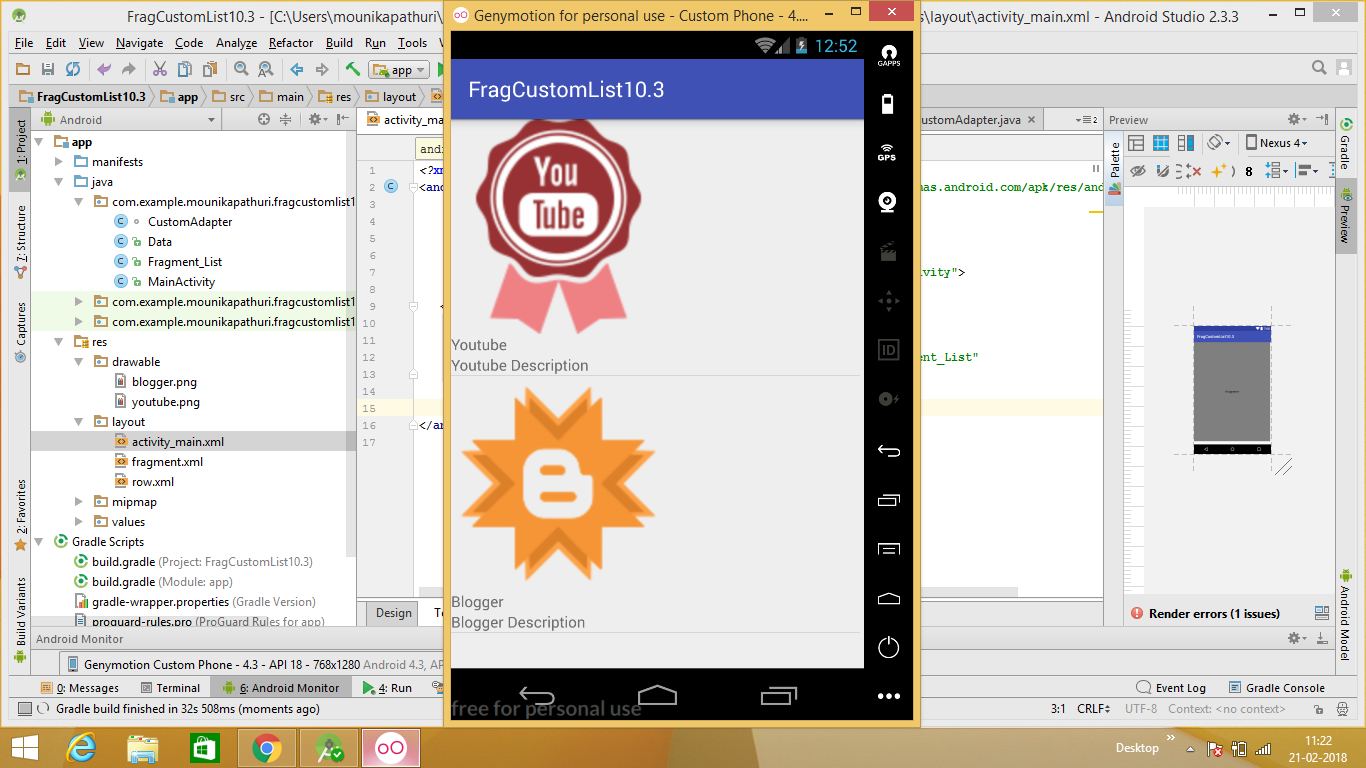 FragCustomList10.3 - [C:\Users\mounikapathuri\
Genymotion for personal use - Custom Phone - 4....
s\layout\activity_main.xml - Android Studio 2.3.3
File Edit View Navigate Code Analyze Refactor Build Run Tools
app
FragCustomList10.3 app src main res layout
Android
activity_ma
ustomAdapter.java
Preview
Nexus 4
8
1: Project
7: Structure
Captures
2: Favorites
Build Variants
app
manifests
java
com.example.mounikapathuri.fragcustomlist1
CustomAdapter
Data
Fragment_List
MainActivity
com.example.mounikapathuri.fragcustomlist1
com.example.mounikapathuri.fragcustomlist1
res
drawable
blogger.png
youtube.png
layout
activity_main.xml
fragment.xml
row.xml
mipmap
values
Gradle Scripts
build.gradle (Project: FragCustomList10.3)
build.gradle (Module: app)
gradle-wrapper.properties (Gradle Version)
proguard-rules.pro (ProGuard Rules for app)
andr
1 <?xm
2 <and
3
4
5
6
7
8
9 <
10
11
12
13
14
15
16 </an
17
mas.android.com/apk/res/and
vity">
ent_List"
Design
Te
12:52
FragCustomList10.3
You
Tube
Youtube
Youtube Description
Blogger
Blogger Description
free for personal use
GAPPS
GPS
ID
Palette
FragCustomList10.3
Render errors (1 issues)
Gradle
Preview
Android Model
Android Monitor
Genymotion Custom Phone - 4.3 - API 18 - 768x1280 Android 4.3, AP
0: Messages Terminal 6: Android Monitor 4: Run
Event Log Gradle Console
Gradle build finished in 32s 508ms (moments ago)
3:1 CRLF UTF-8 Context: <no context>
Desktop
11:22
21-02-2018